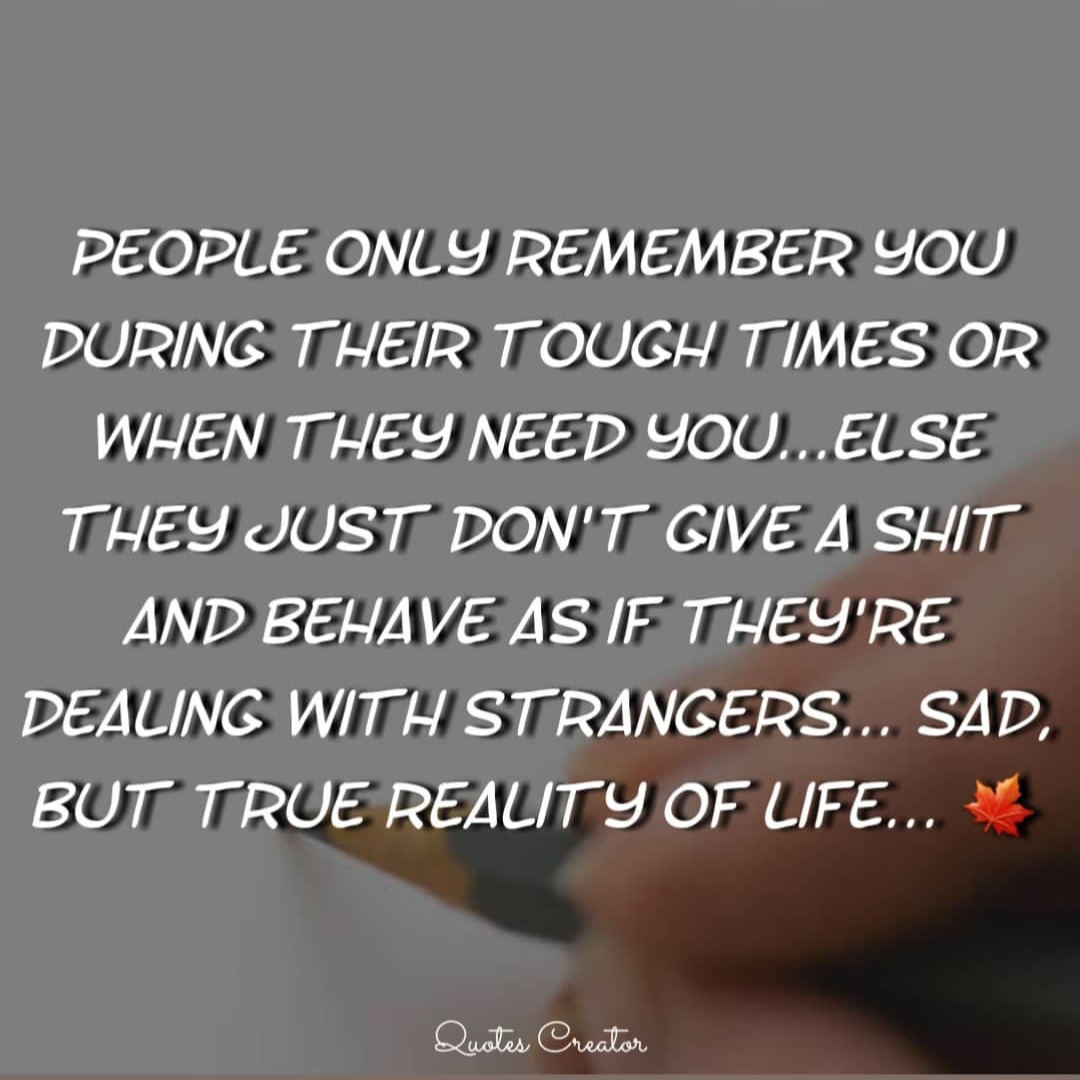 PEOPLE ONLY REMEMBER YOU
DURING THEIR TOUGH TIMES OR
WHEN THEY NEED YOU...ELSE
THEY JUST DON'T GIVE A SHIT
AND BEHAVE AS IF THEY'RE
DEALING WITH STRANGERS... SAD,
BUT TRUE REALITY OF LIFE... 🍁
Quotes Creator